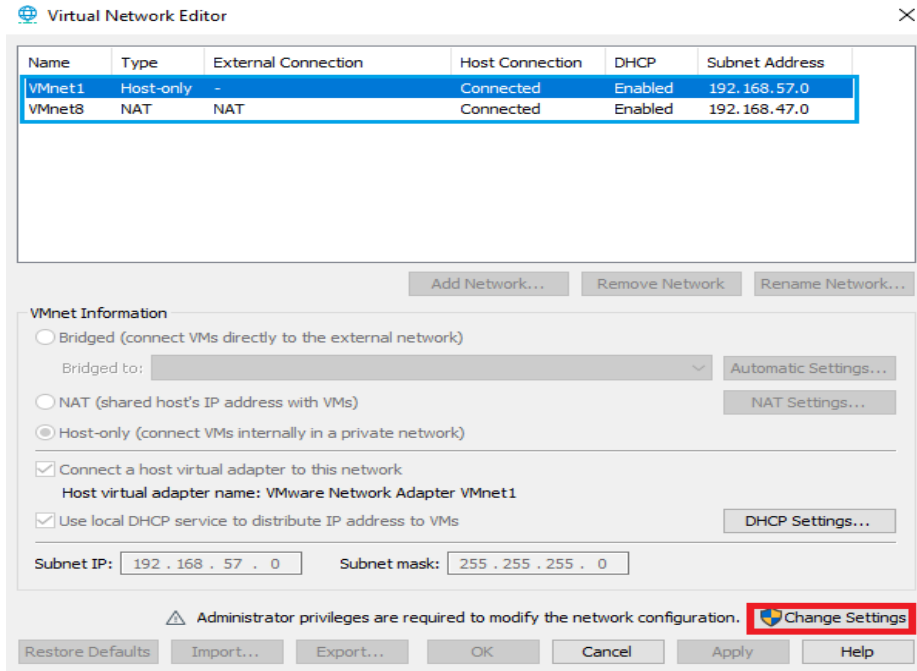 Virtual Network Editor
Name Type External Connection Host Connection DHCP Subnet Address
VMnet1 Host-only - Connected Enabled 192.168.57.0
VMnet8 NAT NAT Connected Enabled 192.168.47.0
Add Network... Remove Network Rename Network...
VMnet Information
Bridged (connect VMs directly to the external network)
Bridged to: Automatic Settings...
NAT (shared host's IP address with VMs) NAT Settings...
Host-only (connect VMs internally in a private network)
Connect a host virtual adapter to this network
Host virtual adapter name: VMware Network Adapter VMnet1
Use local DHCP service to distribute IP address to VMs DHCP Settings...
Subnet IP: 192 . 168 . 57 . 0 Subnet mask: 255 . 255 . 255 . 0
Administrator privileges are required to modify the network configuration. Change Settings
Restore Defaults Import... Export... OK Cancel Apply Help